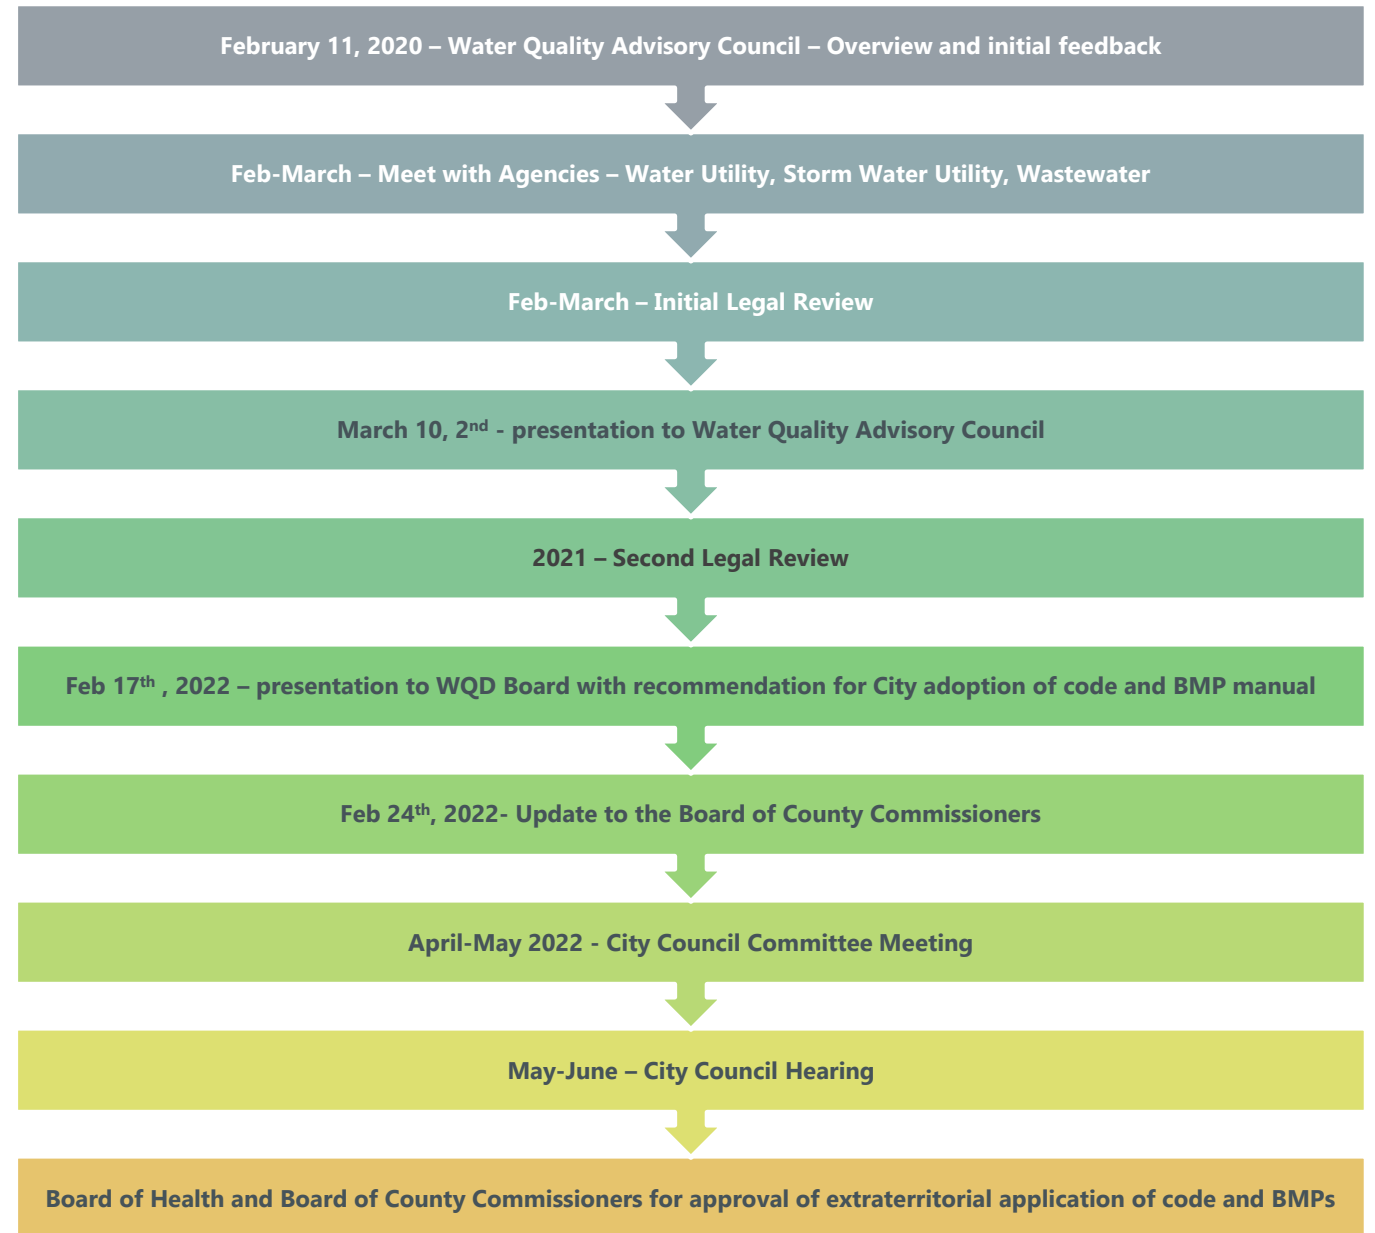 February 11, 2020 – Water Quality Advisory Council – Overview and initial feedback
Feb-March – Meet with Agencies – Water Utility, Storm Water Utility, Wastewater
Feb-March – Initial Legal Review
March 10, 2nd - presentation to Water Quality Advisory Council
2021 – Second Legal Review
Feb 17th , 2022 – presentation to WQD Board with recommendation for City adoption of code and BMP manual
Feb 24th, 2022- Update to the Board of County Commissioners
April-May 2022 - City Council Committee Meeting
May-June – City Council Hearing
Board of Health and Board of County Commissioners for approval of extraterritorial application of code and BMPs